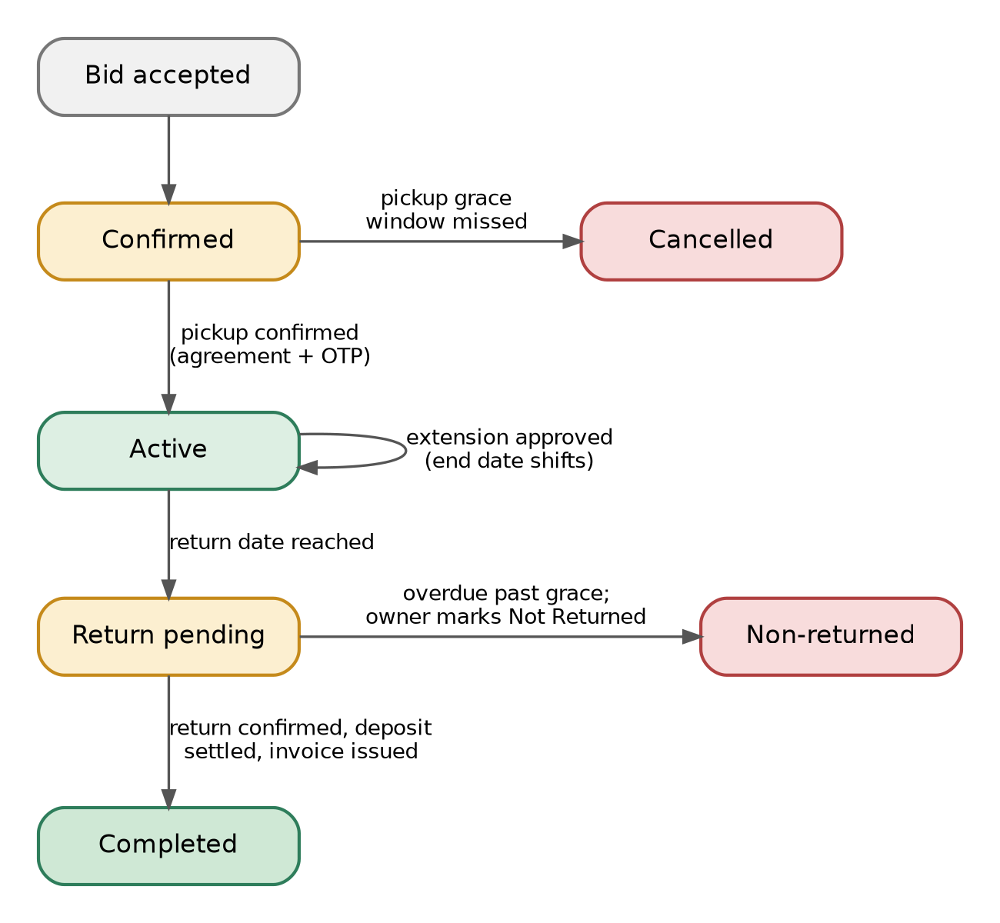 Bid accepted
pickup grace
window missed
Confirmed
Cancelled
pickup confirmed
(agreement + OTP)
Active
extension approved
(end date shifts)
return date reached
overdue past grace;
owner marks Not Returned
Return pending
Non-returned
return confirmed, deposit
settled, invoice issued
Completed